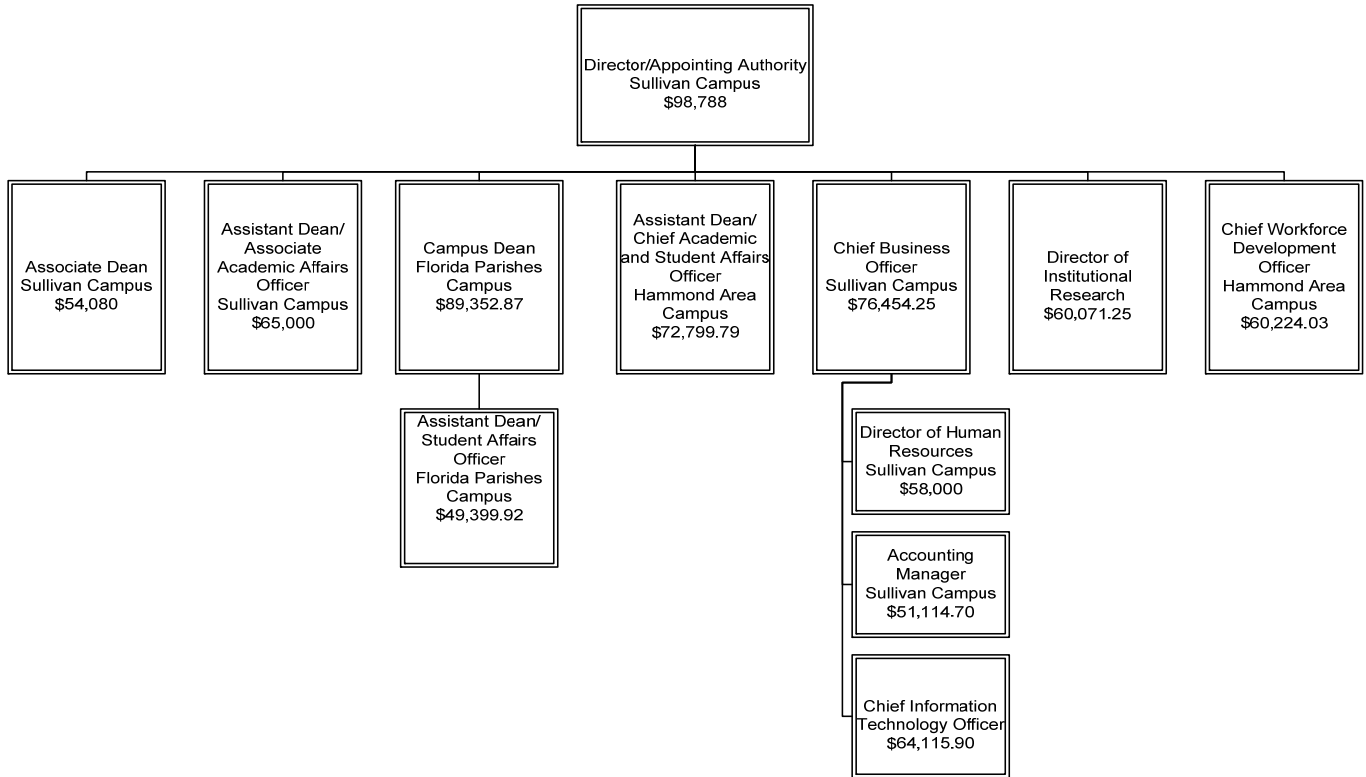 Director/Appointing Authority
Sullivan Campus
$98,788
Associate Dean
Sullivan Campus
$54,080
Assistant Dean/
Associate
Academic Affairs
Officer
Sullivan Campus
$65,000
Campus Dean
Florida Parishes
Campus
$89,352.87
Assistant Dean/
Chief Academic
and Student Affairs
Officer
Hammond Area
Campus
$72,799.79
Chief Business
Officer
Sullivan Campus
$76,454.25
Director of
Institutional
Research
$60,071.25
Chief Workforce
Development
Officer
Hammond Area
Campus
$60,224.03
Assistant Dean/
Student Affairs
Officer
Florida Parishes
Campus
$49,399.92
Director of Human
Resources
Sullivan Campus
$58,000
Accounting
Manager
Sullivan Campus
$51,114.70
Chief Information
Technology Officer
$64,115.90